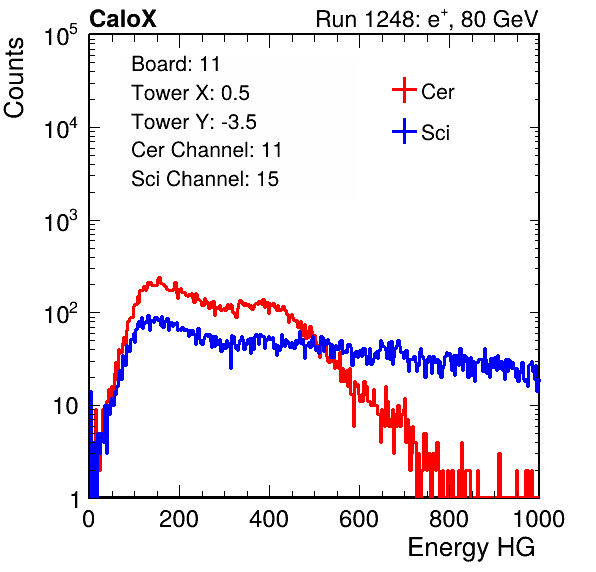 CaloX Run 1248: e⁺, 80 GeV
Counts
10⁵
10⁴
10³
10²
10
1
Board: 11
Tower X: 0.5
Tower Y: -3.5
Cer Channel: 11
Sci Channel: 15
Cer
Sci
0 200 400 600 800 1000
Energy HG